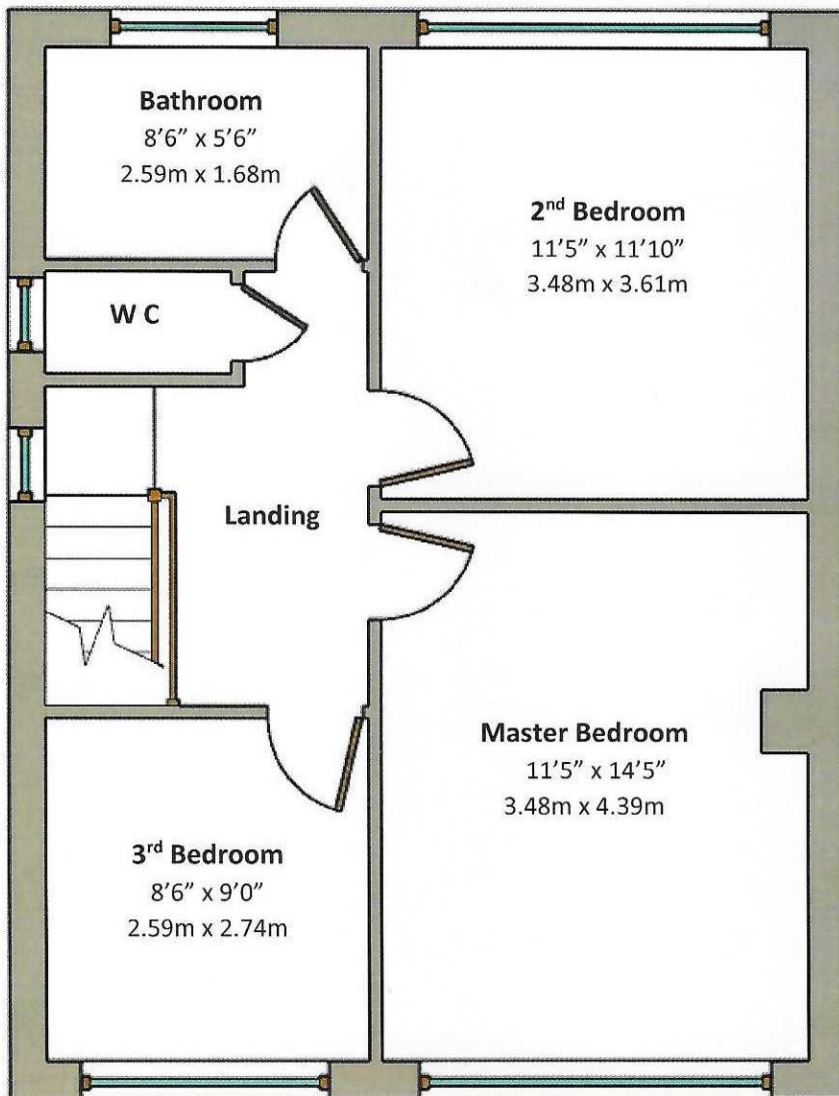 Bathroom
8’6” x 5’6”
2.59m x 1.68m
2nd Bedroom
11’5” x 11’10”
3.48m x 3.61m
W C
Landing
Master Bedroom
11’5” x 14’5”
3.48m x 4.39m
3rd Bedroom
8’6” x 9’0”
2.59m x 2.74m